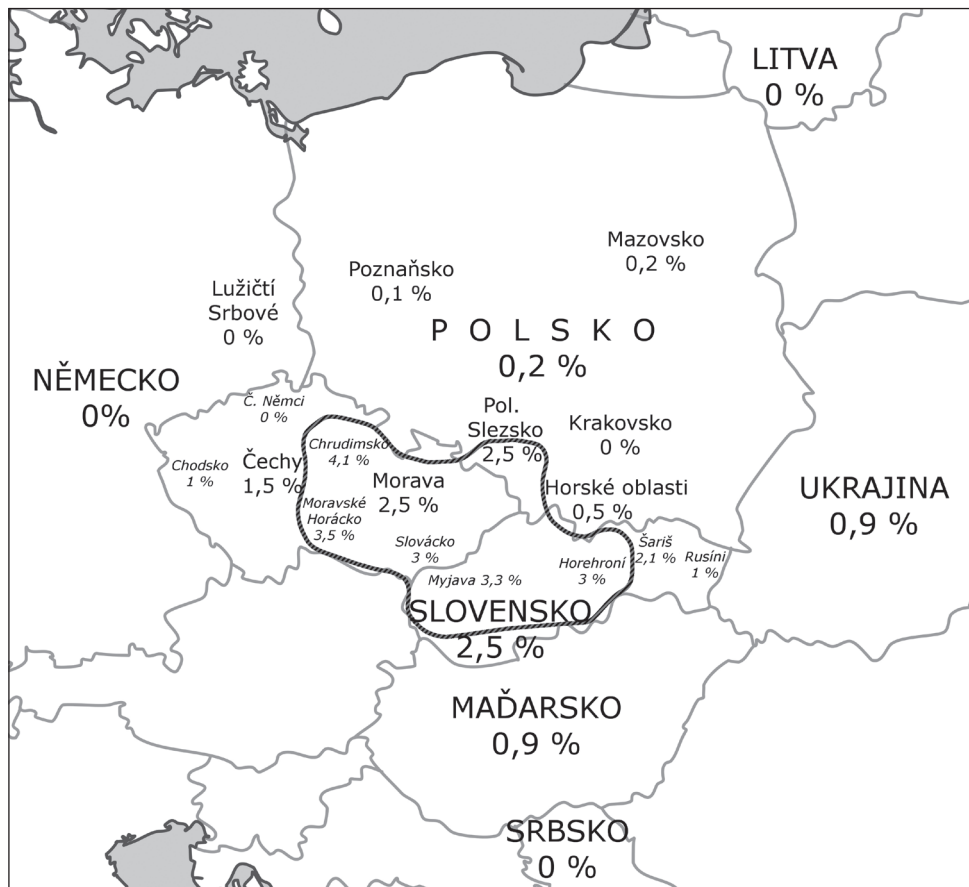 LITVA
0 %
Mazovsko
0,2 %
Poznaňsko
0,1 %
Lužičtí
Srbové
0 %
P O L S K O
0,2 %
NĚMECKO
0%
Č. Němci
0 %
Pol.
Slezsko
2,5 %
Krakovsko
0 %
Chrudimsko
4,1 %
Chodsko
1 %
Čechy
1,5 %
Morava
2,5 %
Horské oblasti
0,5 %
UKRAJINA
0,9 %
Moravské
Horácko
3,5 %
Slovácko
3 %
Šariš
2,1 %
Rusíni
1 %
Horehroní
3 %
Myjava 3,3 %
SLOVENSKO
2,5 %
MAĎARSKO
0,9 %
SRBSKO
0 %